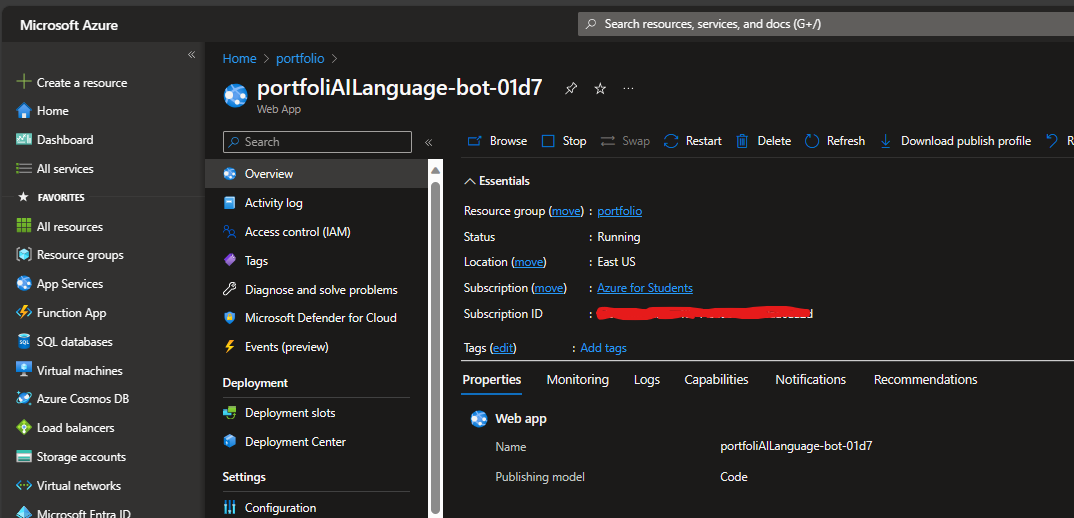 Microsoft Azure
Search resources, services, and docs (G+/)
Create a resource
Home
Dashboard
All services
FAVORITES
All resources
Resource groups
App Services
Function App
SQL databases
Virtual machines
Azure Cosmos DB
Load balancers
Storage accounts
Virtual networks
Microsoft Entra ID
Home > portfolio >
portfoliAILanguage-bot-01d7
Web App
Search
Overview
Activity log
Access control (IAM)
Tags
Diagnose and solve problems
Microsoft Defender for Cloud
Events (preview)
Deployment
Deployment slots
Deployment Center
Settings
Configuration
Browse Stop Swap Restart Delete Refresh Download publish profile
Essentials
Resource group (move) : portfolio
Status : Running
Location (move) : East US
Subscription (move) : Azure for Students
Subscription ID :
Tags (edit) : Add tags
Properties Monitoring Logs Capabilities Notifications Recommendations
Web app
Name portfoliAILanguage-bot-01d7
Publishing model Code